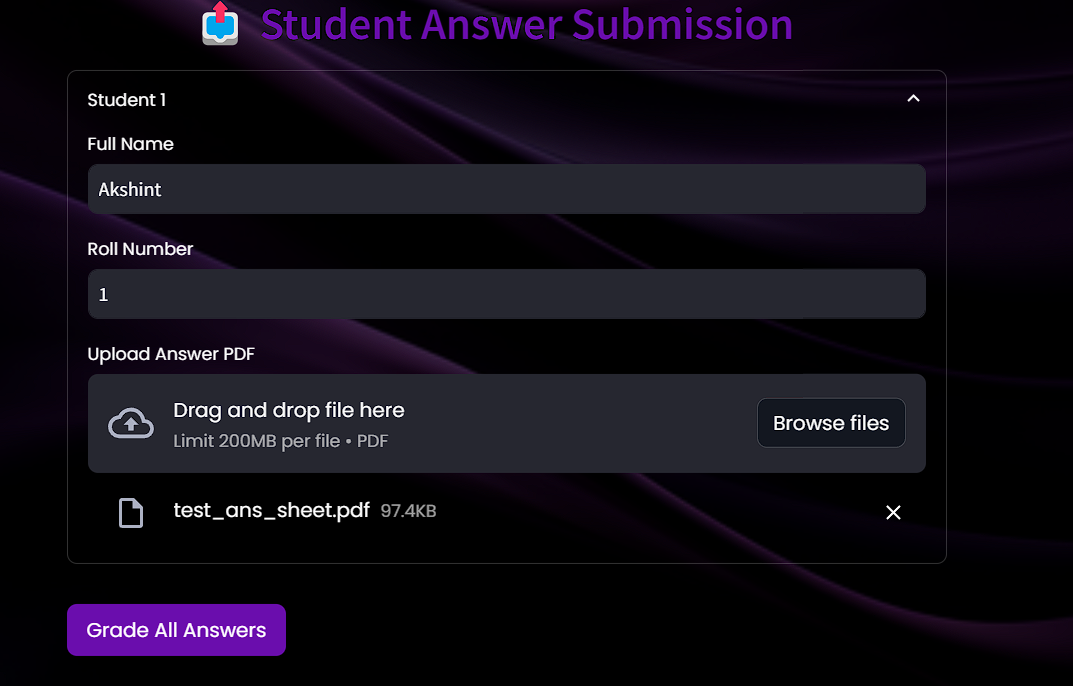 Student Answer Submission
Student 1
Full Name
Akshint
Roll Number
1
Upload Answer PDF
Drag and drop file here
Limit 200MB per file • PDF
Browse files
test_ans_sheet.pdf 97.4KB
Grade All Answers